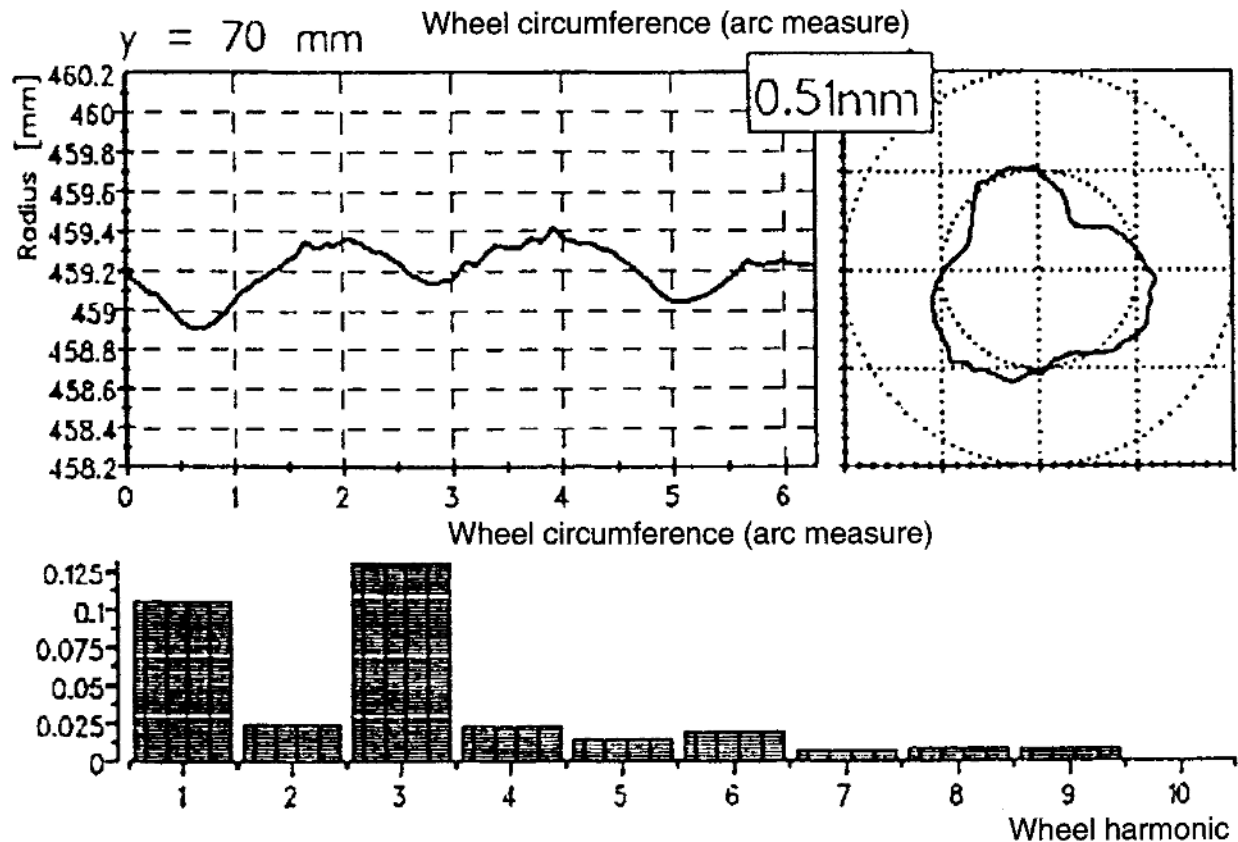 Wheel circumference (arc measure)
y = 70 mm
0.51mm
Radius [mm]
460.2
460
459.8
459.6
459.4
459.2
459
458.8
458.6
458.4
458.2
0 1 2 3 4 5 6
Wheel circumference (arc measure)
0.125
0.1
0.075
0.05
0.025
0
1 2 3 4 5 6 7 8 9 10
Wheel harmonic